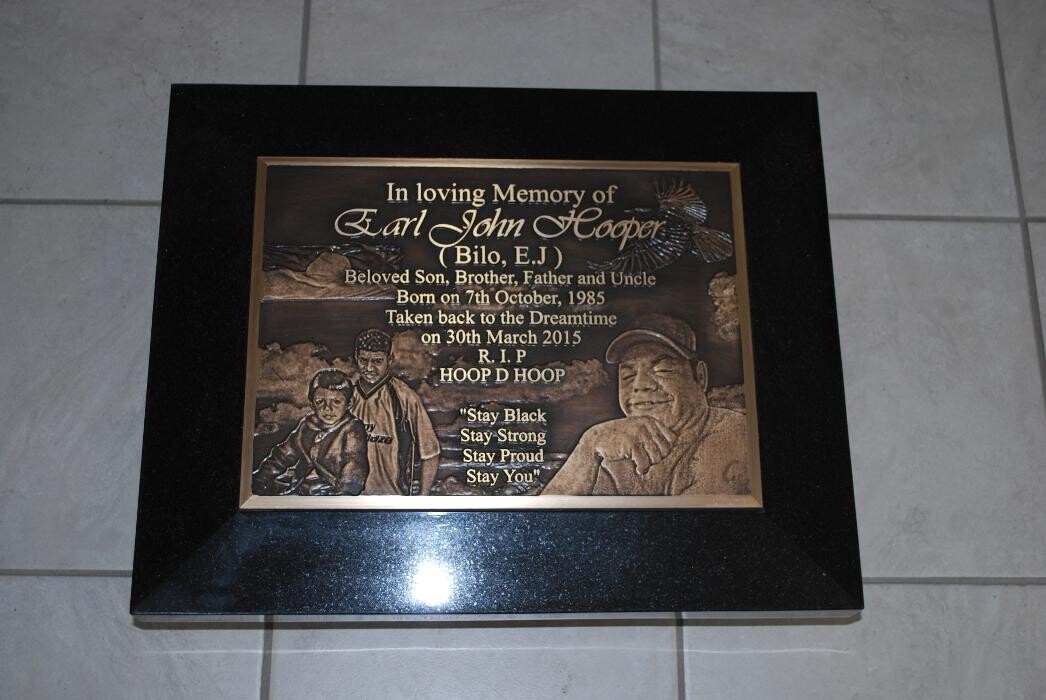 In loving Memory of
Earl John Hooper
( Bilo, E.J )
Beloved Son, Brother, Father and Uncle
Born on 7th October, 1985
Taken back to the Dreamtime
on 30th March 2015
R. I. P
HOOP D HOOP
"Stay Black
Stay Strong
Stay Proud
Stay You"